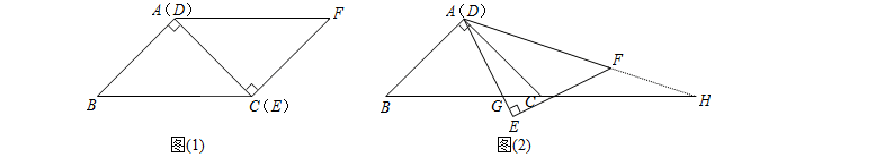 A(D) F
B C(E)
图(1)
A(D)
F
B G C H
E
图(2)